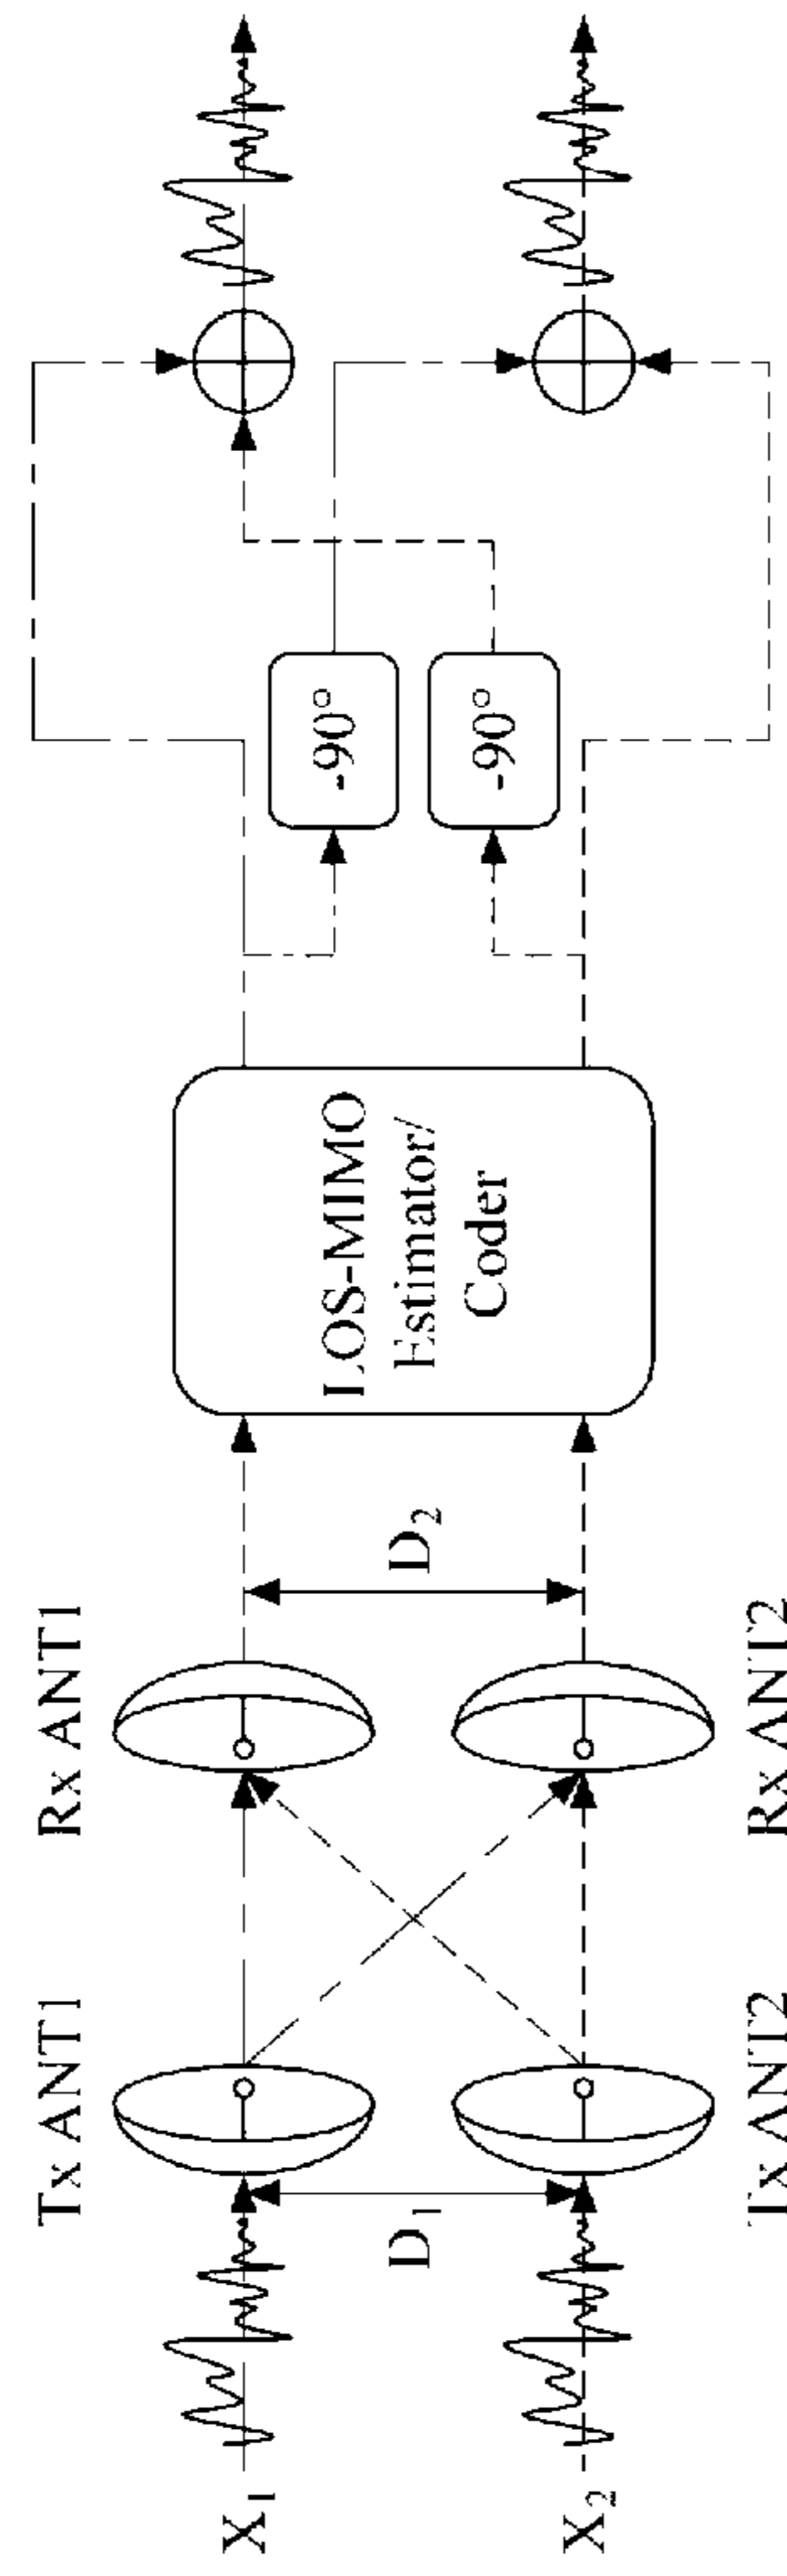 X₁
X₂
Tx ANT1
Tx ANT2
D₁
Rx ANT1
Rx ANT2
D₂
LOS-MIMO
Estimator/
Coder
-90°
-90°